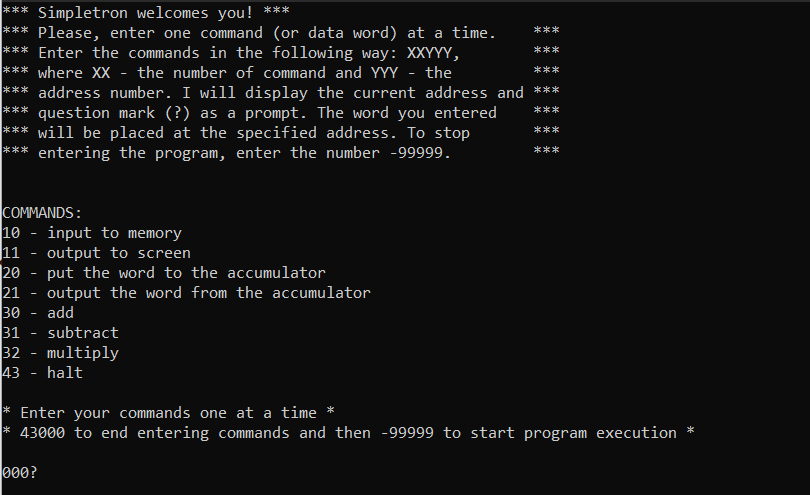 *** Simpletron welcomes you! ***
*** Please, enter one command (or data word) at a time.    ***
*** Enter the commands in the following way: XXYYY,        ***
*** where XX - the number of command and YYY - the         ***
*** address number. I will display the current address and ***
*** question mark (?) as a prompt. The word you entered    ***
*** will be placed at the specified address. To stop       ***
*** entering the program, enter the number -99999.         ***
COMMANDS:
10 - input to memory
11 - output to screen
20 - put the word to the accumulator
21 - output the word from the accumulator
30 - add
31 - subtract
32 - multiply
43 - halt
* Enter your commands one at a time *
* 43000 to end entering commands and then -99999 to start program execution *
000?